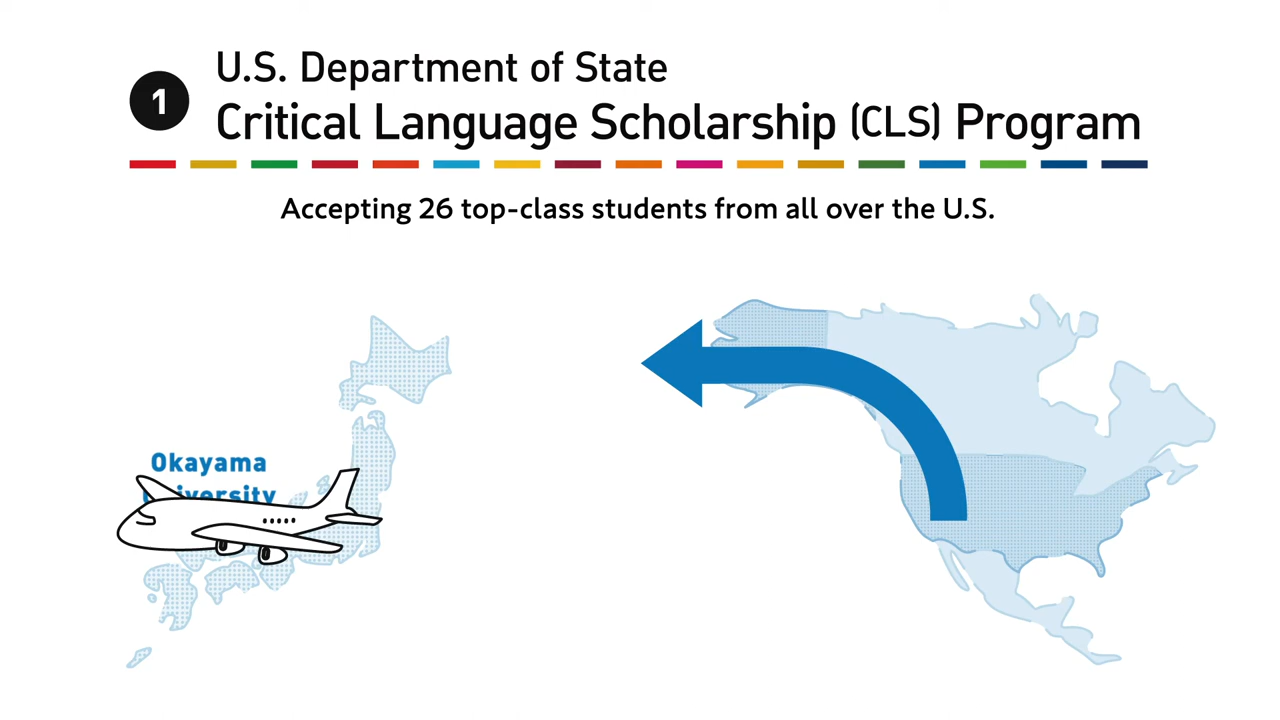 1
U.S. Department of State
Critical Language Scholarship (CLS) Program
Accepting 26 top-class students from all over the U.S.
Okayama
University